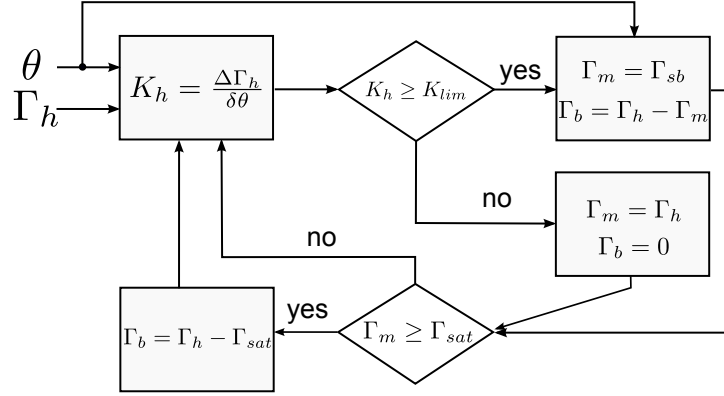 θ
Γ_h
K_h = ΔΓ_h / δθ
K_h ≥ K_lim
yes
Γ_m = Γ_sb
Γ_b = Γ_h − Γ_m
no
Γ_m = Γ_h
Γ_b = 0
no
Γ_b = Γ_h − Γ_sat
yes
Γ_m ≥ Γ_sat